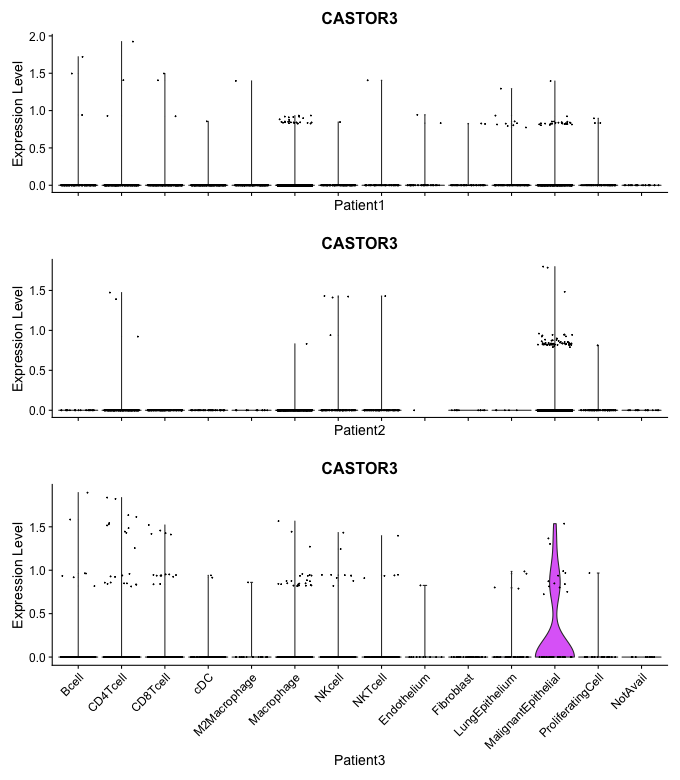 CASTOR3
Expression Level
2.0
1.5
1.0
0.5
0.0
Patient1
CASTOR3
Expression Level
1.5
1.0
0.5
0.0
Patient2
CASTOR3
Expression Level
1.5
1.0
0.5
0.0
Bcell
CD4Tcell
CD8Tcell
cDC
M2Macrophage
Macrophage
NKcell
NKTcell
Endothelium
Fibroblast
LungEpithelium
MalignantEpithelial
ProliferatingCell
NotAvail
Patient3